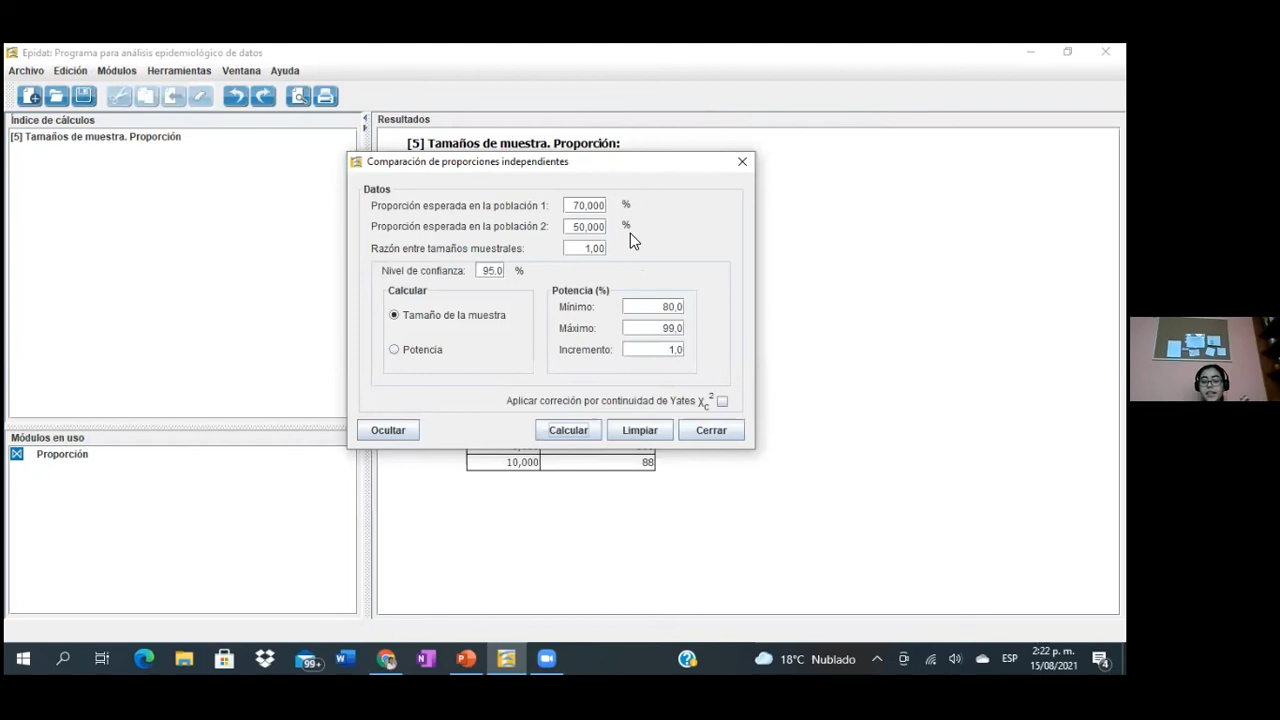 Epidat: Programa para análisis epidemiológico de datos
Archivo Edición Módulos Herramientas Ventana Ayuda
Índice de cálculos
[5] Tamaños de muestra. Proporción
Resultados
[5] Tamaños de muestra. Proporción:
Comparación de proporciones independientes
Datos
Proporción esperada en la población 1: 70,000 %
Proporción esperada en la población 2: 50,000 %
Razón entre tamaños muestrales: 1,00
Nivel de confianza: 95,0 %
Calcular
Tamaño de la muestra
Potencia
Potencia (%)
Mínimo: 80,0
Máximo: 99,0
Incremento: 1,0
Aplicar correción por continuidad de Yates χc²
Ocultar Calcular Limpiar Cerrar
10,000 88
Módulos en uso
Proporción
99+
18°C Nublado
ESP
2:22 p. m.
15/08/2021
4